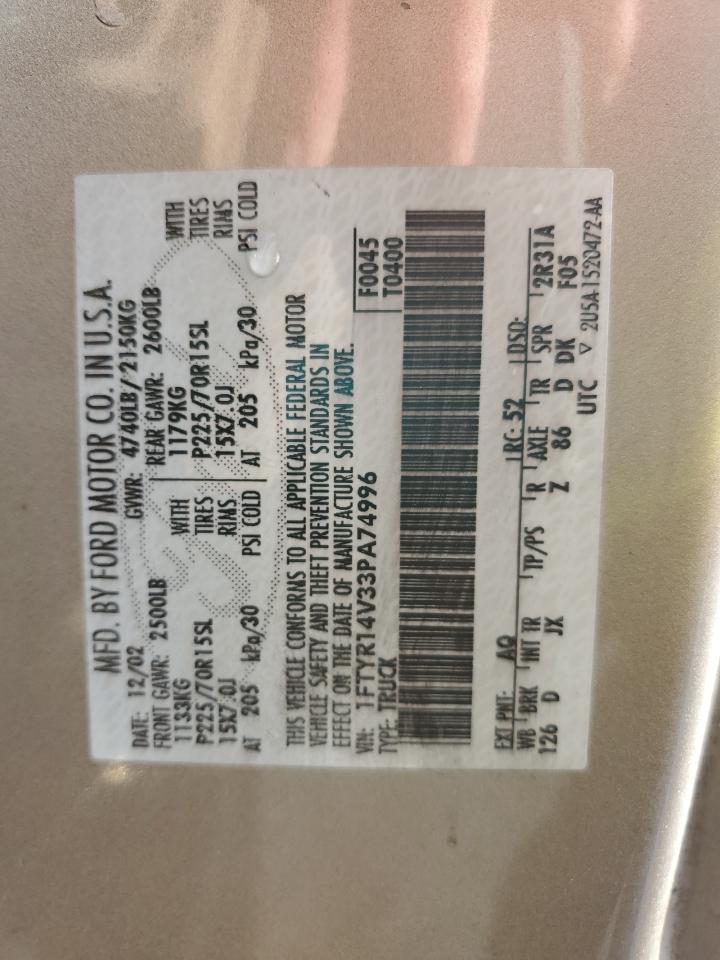 MFD. BY FORD MOTOR CO. IN U.S.A.
DATE: 12/02 GVWR: 4740LB/2150KG
FRONT GAWR: 2500LB REAR GAWR: 2600LB
1133KG WITH 1179KG WITH
P225/70R15SL TIRES P225/70R15SL TIRES
15X7.0J RIMS 15X7.0J RIMS
AT 205 kPa/30 PSI COLD AT 205 kPa/30 PSI COLD
THIS VEHICLE CONFORMS TO ALL APPLICABLE FEDERAL MOTOR
VEHICLE SAFETY AND THEFT PREVENTION STANDARDS IN
EFFECT ON THE DATE OF MANUFACTURE SHOWN ABOVE.
VIN: 1FTYR14V33PA74996 F0045
TYPE: TRUCK T0400
EXT PNT: AQ RC: 52 DSO:
WB BRK INT TR TP/PS R AXLE TR SPR 2R31A
126 D JX Z 86 D DK F05
UTC ▽ 2U5A-1520472-AA